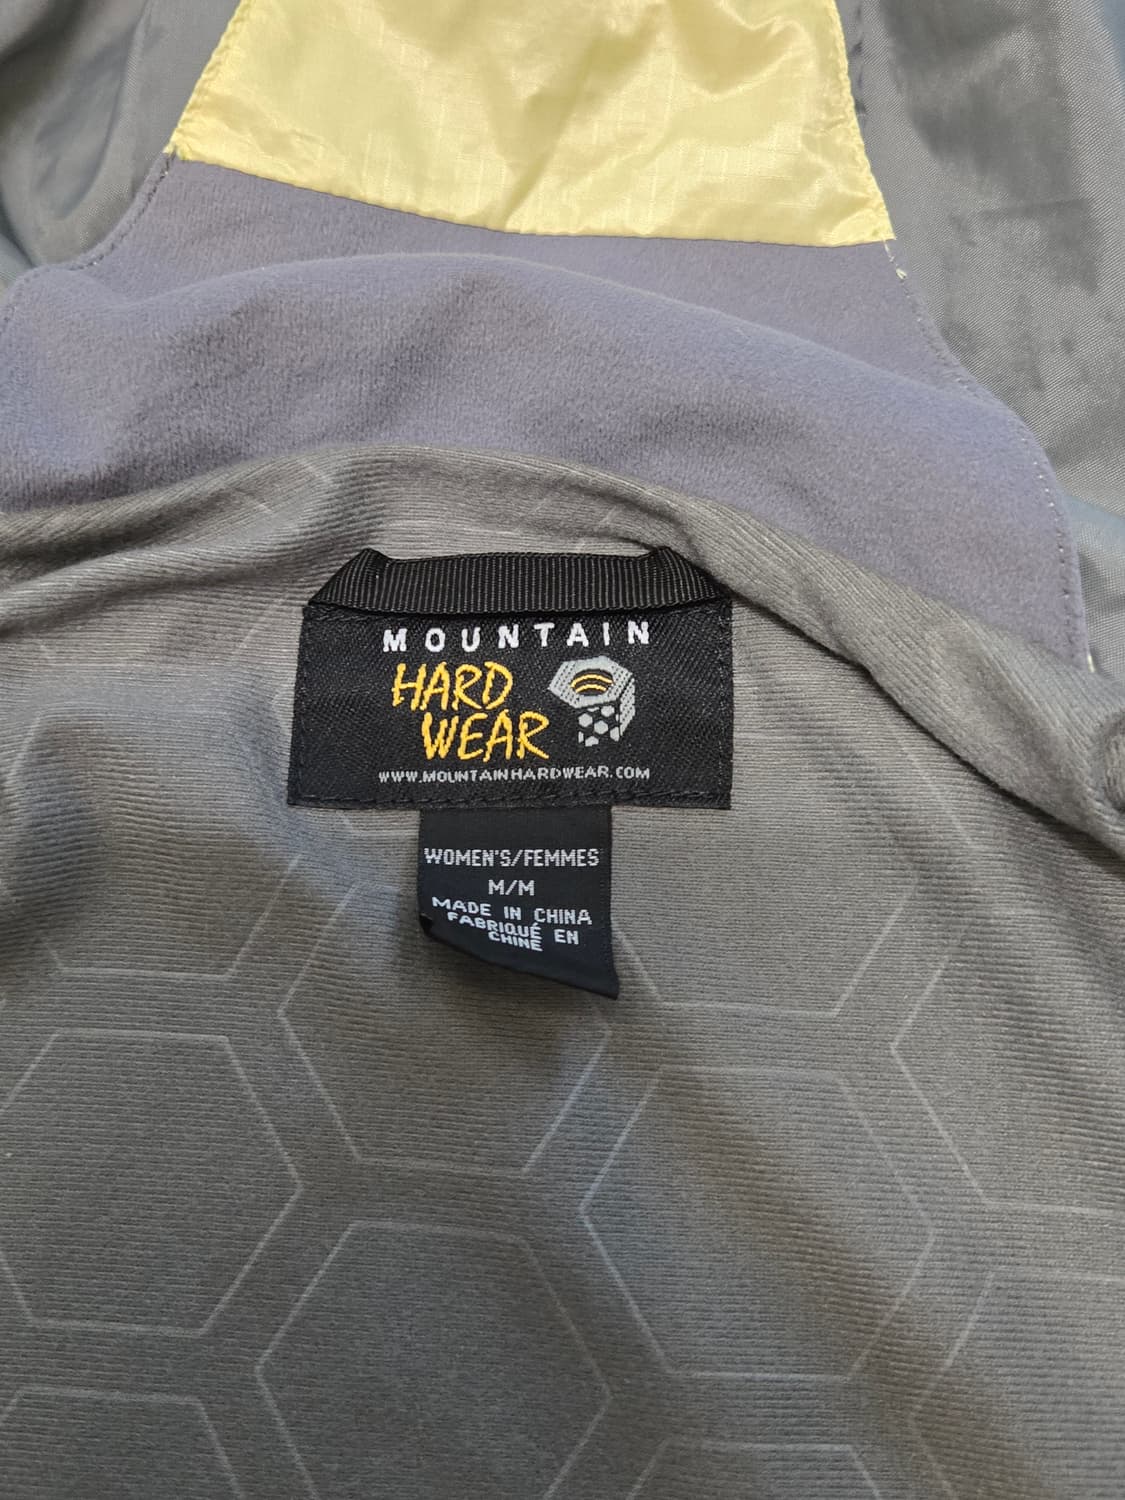 MOUNTAIN
HARD
WEAR
WWW.MOUNTAINHARDWEAR.COM
WOMEN'S/FEMMES
M/M
MADE IN CHINA
FABRIQUÉ EN
CHINE